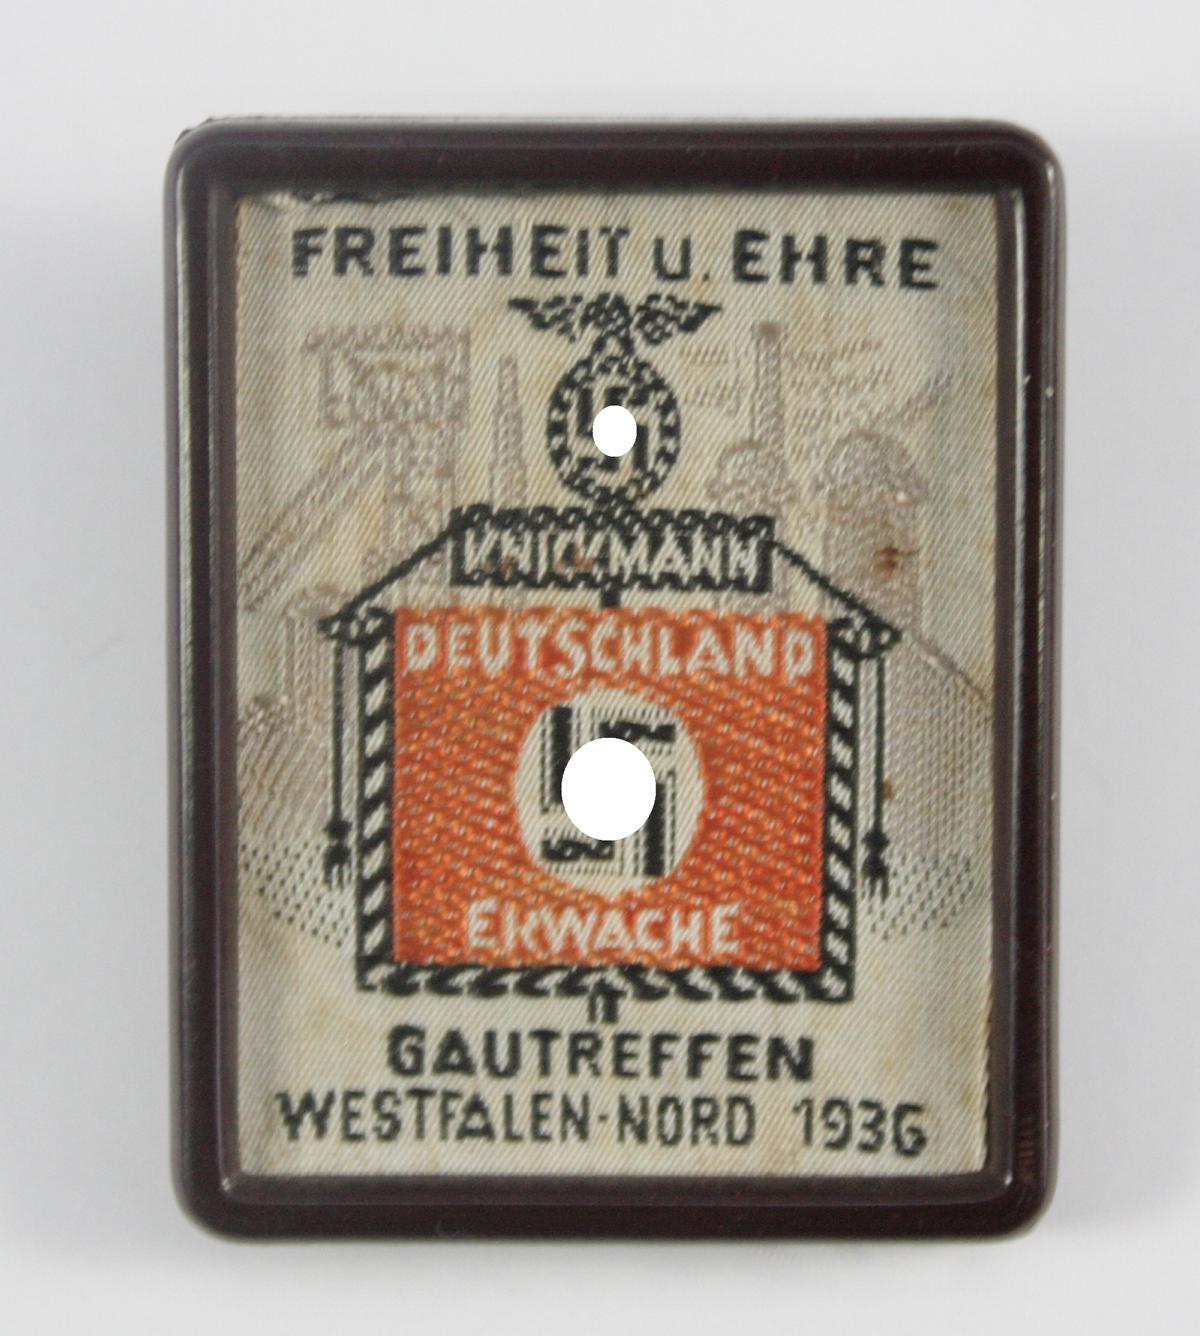 FREIHEIT u. EHRE
KNICKMANN
DEUTSCHLAND
ERWACHE
GAUTREFFEN
WESTFALEN-NORD 1936